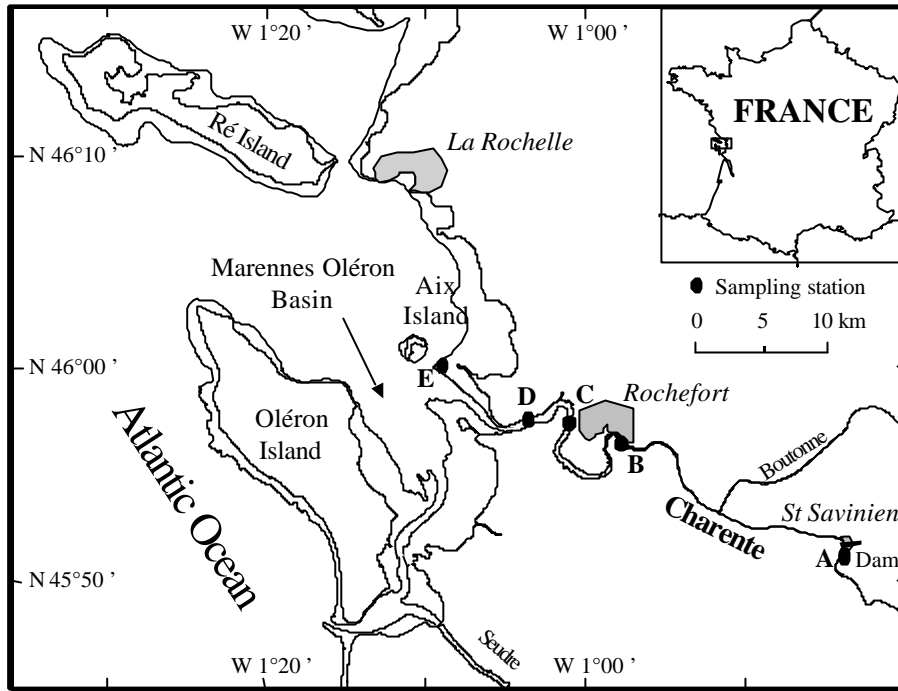 W 1°20 ’
W 1°00 ’
FRANCE
Ré Island
La Rochelle
N 46°10 ’
Marennes Oléron
Basin
Aix
Island
Sampling station
0 5 10 km
N 46°00 ’
E
D
C
Rochefort
B
Oléron
Island
Atlantic Ocean
Boutonne
Charente
St Savinien
A
Dam
N 45°50 ’
Seudre
W 1°20 ’
W 1°00 ’